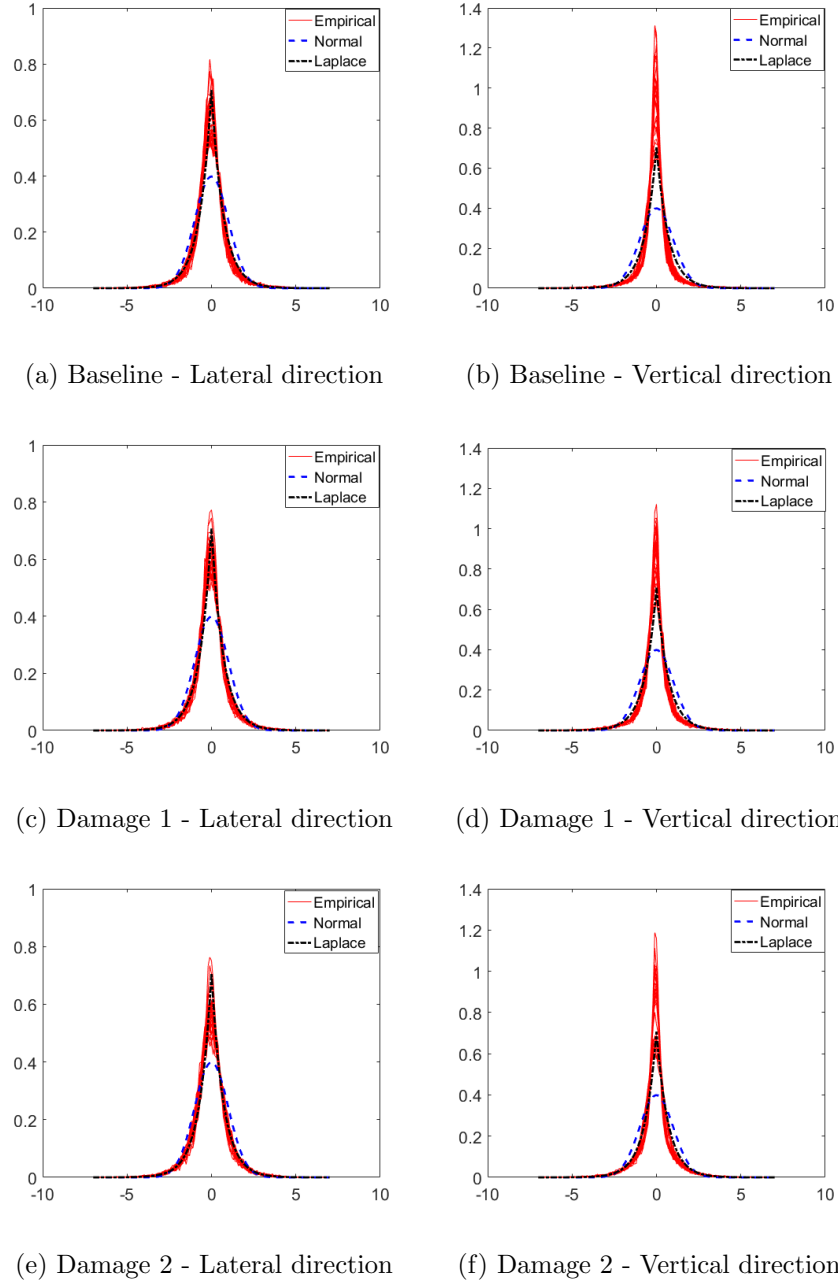 1
0.8
0.6
0.4
0.2
0
-10 -5 0 5 10
Empirical
Normal
Laplace
(a) Baseline - Lateral direction
1.4
1.2
1
0.8
0.6
0.4
0.2
0
-10 -5 0 5 10
Empirical
Normal
Laplace
(b) Baseline - Vertical direction
1
0.8
0.6
0.4
0.2
0
-10 -5 0 5 10
Empirical
Normal
Laplace
(c) Damage 1 - Lateral direction
1.4
1.2
1
0.8
0.6
0.4
0.2
0
-10 -5 0 5 10
Empirical
Normal
Laplace
(d) Damage 1 - Vertical direction
1
0.8
0.6
0.4
0.2
0
-10 -5 0 5 10
Empirical
Normal
Laplace
(e) Damage 2 - Lateral direction
1.4
1.2
1
0.8
0.6
0.4
0.2
0
-10 -5 0 5 10
Empirical
Normal
Laplace
(f) Damage 2 - Vertical direction